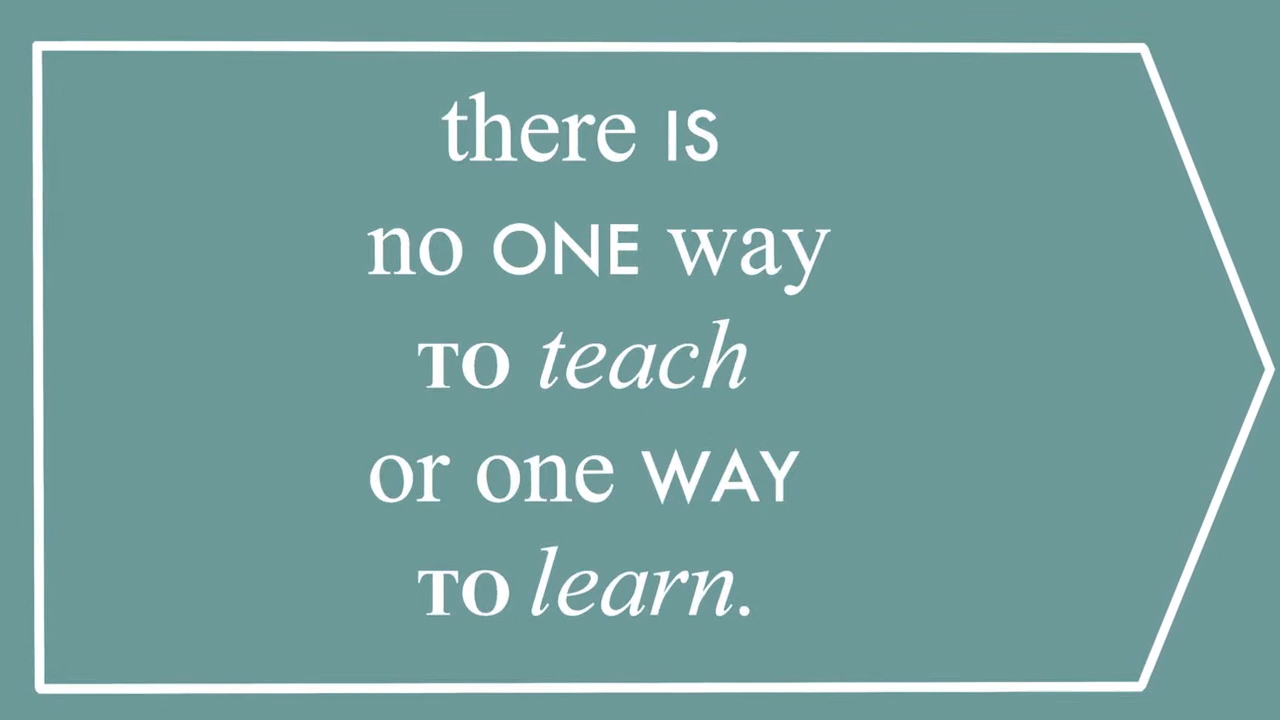 there IS
no ONE way
TO teach
or one WAY
TO learn.